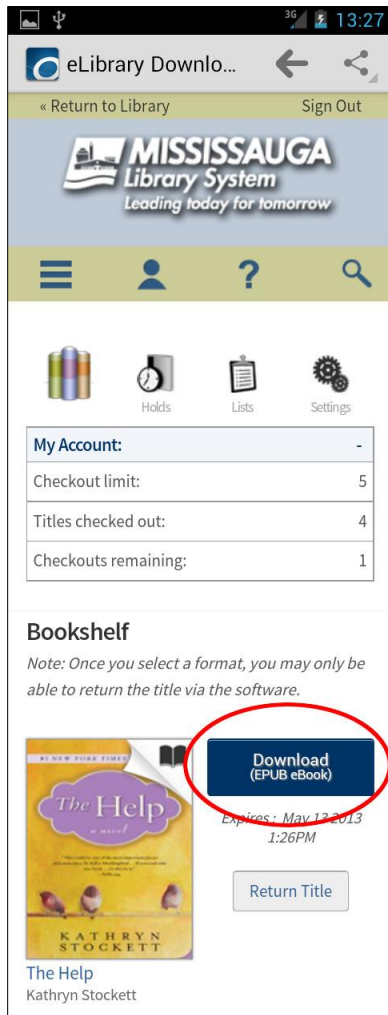 3G 13:27
eLibrary Downlo...
« Return to Library Sign Out
MISSISSAUGA
Library System
Leading today for tomorrow
?
Holds Lists Settings
My Account: -
Checkout limit: 5
Titles checked out: 4
Checkouts remaining: 1
Bookshelf
Note: Once you select a format, you may only be
able to return the title via the software.
#1 NEW YORK TIMES
The Help
a novel
KATHRYN
STOCKETT
Download
(EPUB eBook)
Expires : May 13 2013
1:26PM
Return Title
The Help
Kathryn Stockett